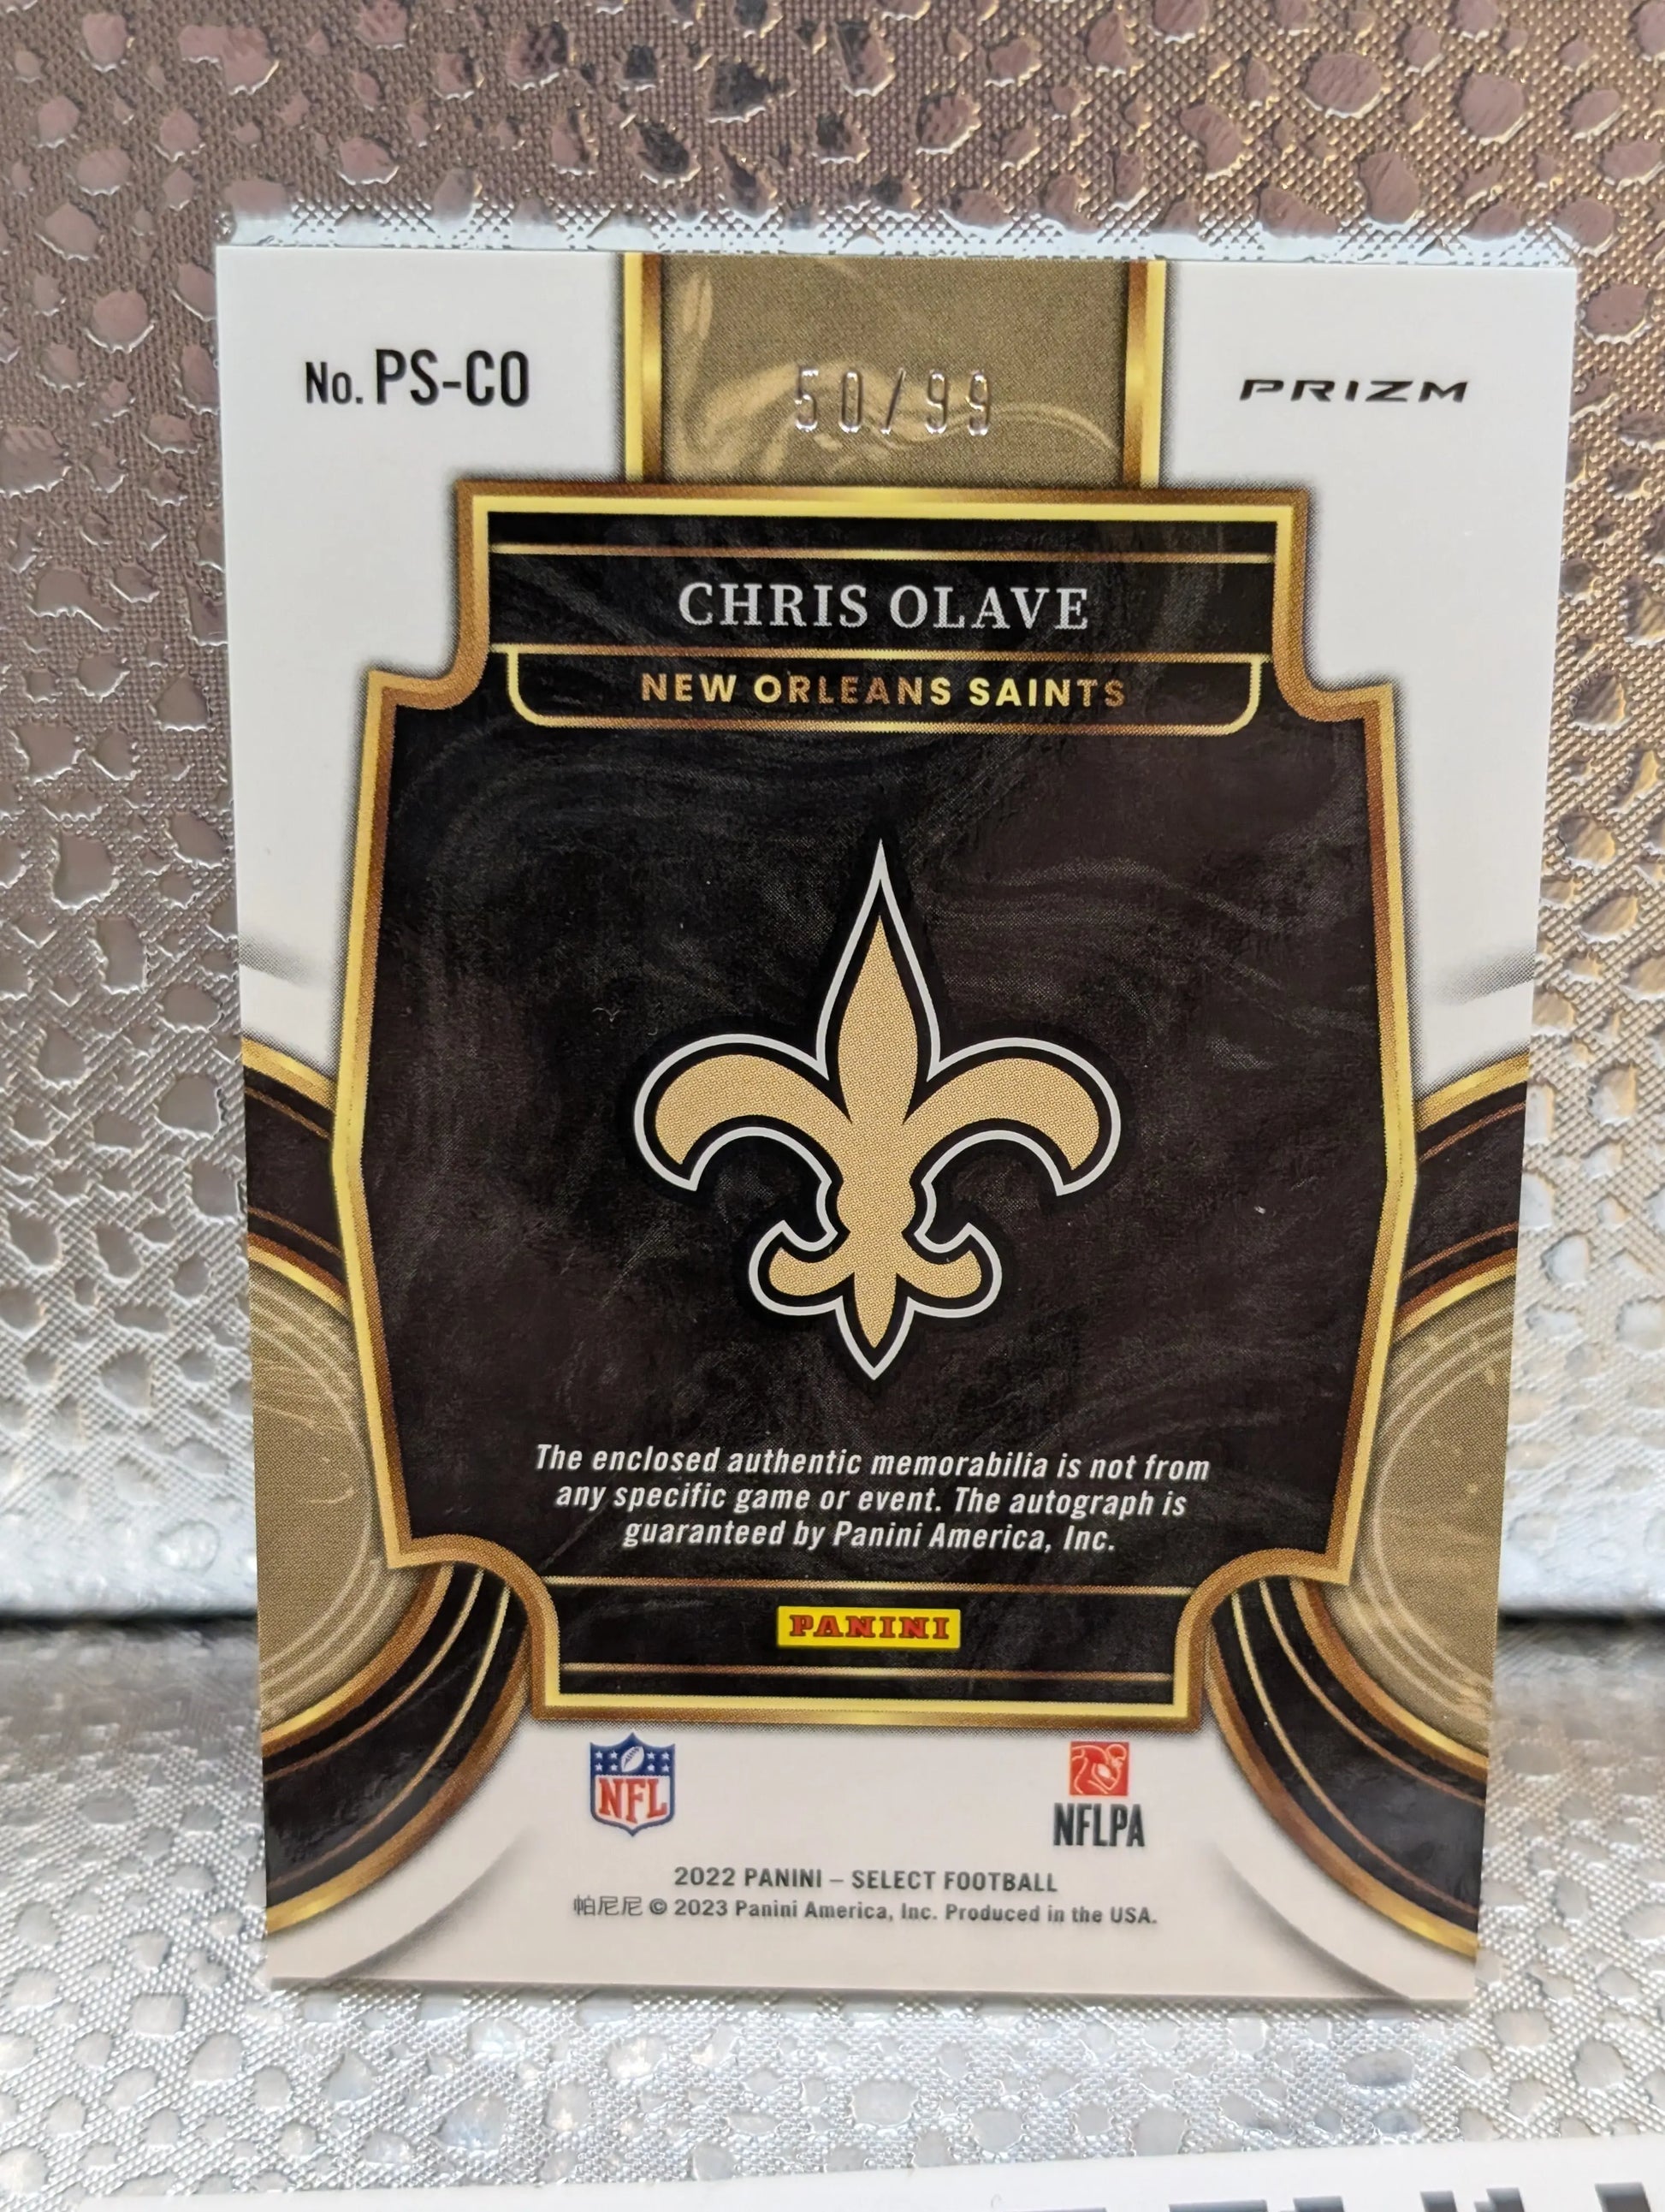 No. PS-CO
50/99
PRIZM
CHRIS OLAVE
NEW ORLEANS SAINTS
The enclosed authentic memorabilia is not from
any specific game or event. The autograph is
guaranteed by Panini America, Inc.
PANINI
NFL
NFLPA
2022 PANINI – SELECT FOOTBALL
帕尼尼 © 2023 Panini America, Inc. Produced in the USA.